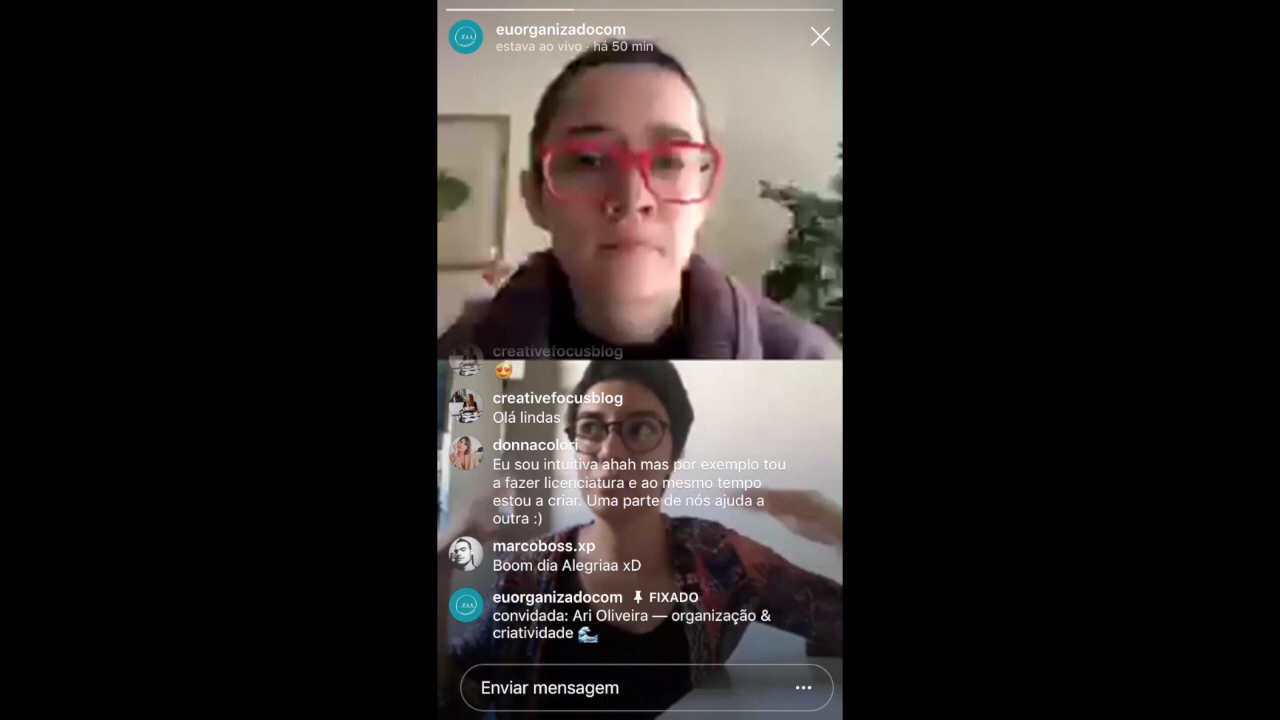 euorganizadocom
estava ao vivo · há 50 min
creativefocusblog
😍
creativefocusblog
Olá lindas
donnacolori
Eu sou intuitiva ahah mas por exemplo tou
a fazer licenciatura e ao mesmo tempo
estou a criar. Uma parte de nós ajuda a
outra :)
marcoboss.xp
Boom dia Alegriaa xD
euorganizadocom FIXADO
convidada: Ari Oliveira — organização &
criatividade 🌊
Enviar mensagem